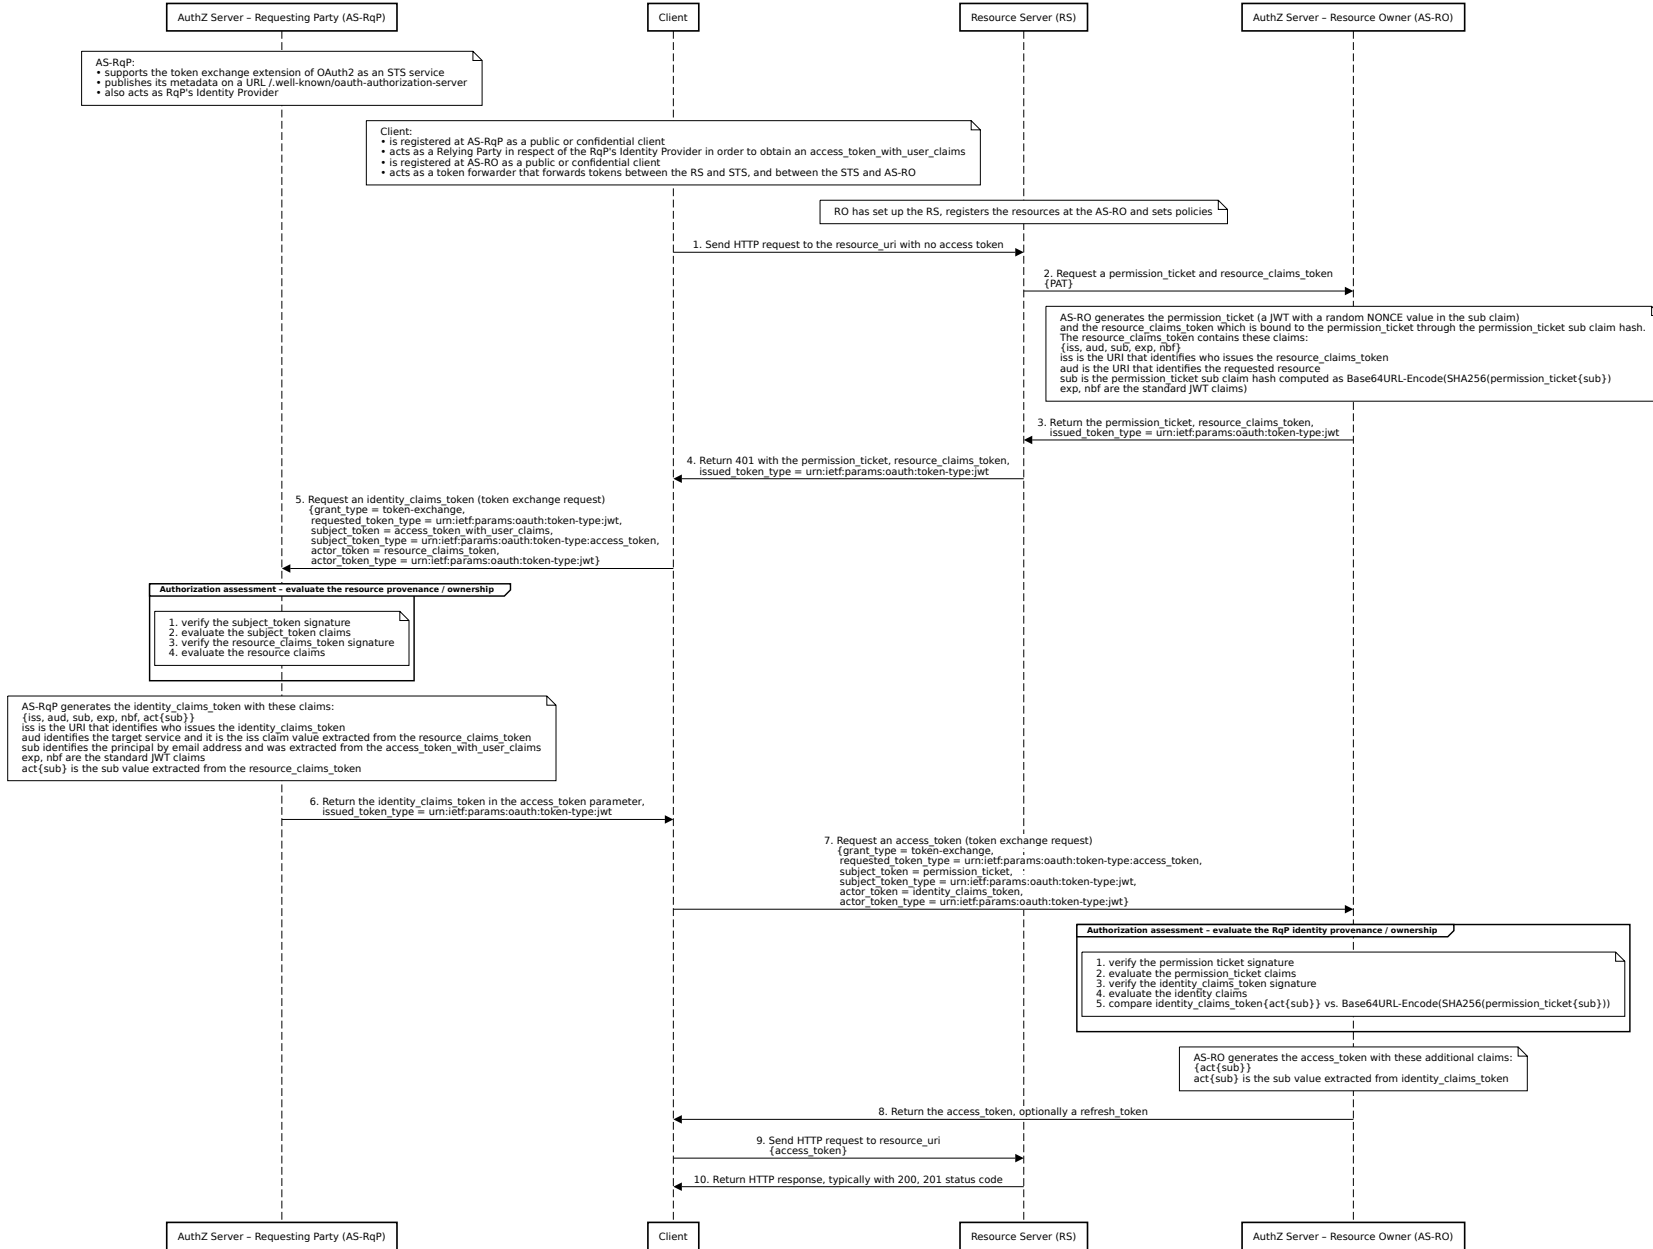 AuthZ Server – Requesting Party (AS-RqP)
Client
Resource Server (RS)
AuthZ Server – Resource Owner (AS-RO)
AS-RqP:
• supports the token exchange extension of OAuth2 as an STS service
• publishes its metadata on a URL /.well-known/oauth-authorization-server
• also acts as RqP's Identity Provider
Client:
• is registered at AS-RqP as a public or confidential client
• acts as a Relying Party in respect of the RqP's Identity Provider in order to obtain an access_token_with_user_claims
• is registered at AS-RO as a public or confidential client
• acts as a token forwarder that forwards tokens between the RS and STS, and between the STS and AS-RO
RO has set up the RS, registers the resources at the AS-RO and sets policies
1. Send HTTP request to the resource_uri with no access token
2. Request a permission_ticket and resource_claims_token
{PAT}
AS-RO generates the permission_ticket (a JWT with a random NONCE value in the sub claim)
and the resource_claims_token which is bound to the permission_ticket through the permission_ticket sub claim hash.
The resource_claims_token contains these claims:
{iss, aud, sub, exp, nbf}
iss is the URI that identifies who issues the resource_claims_token
aud is the URI that identifies the requested resource
sub is the permission_ticket sub claim hash computed as Base64URL-Encode(SHA256(permission_ticket{sub})
exp, nbf are the standard JWT claims)
3. Return the permission_ticket, resource_claims_token,
issued_token_type = urn:ietf:params:oauth:token-type:jwt
4. Return 401 with the permission_ticket, resource_claims_token,
issued_token_type = urn:ietf:params:oauth:token-type:jwt
5. Request an identity_claims_token (token exchange request)
{grant_type = token-exchange,
requested_token_type = urn:ietf:params:oauth:token-type:jwt,
subject_token = access_token_with_user_claims,
subject_token_type = urn:ietf:params:oauth:token-type:access_token,
actor_token = resource_claims_token,
actor_token_type = urn:ietf:params:oauth:token-type:jwt}
Authorization assessment – evaluate the resource provenance / ownership
1. verify the subject_token signature
2. evaluate the subject_token claims
3. verify the resource_claims_token signature
4. evaluate the resource claims
AS-RqP generates the identity_claims_token with these claims:
{iss, aud, sub, exp, nbf, act{sub}}
iss is the URI that identifies who issues the identity_claims_token
aud identifies the target service and it is the iss claim value extracted from the resource_claims_token
sub identifies the principal by email address and was extracted from the access_token_with_user_claims
exp, nbf are the standard JWT claims
act{sub} is the sub value extracted from the resource_claims_token
6. Return the identity_claims_token in the access_token parameter,
issued_token_type = urn:ietf:params:oauth:token-type:jwt
7. Request an access_token (token exchange request)
{grant_type = token-exchange,
requested_token_type = urn:ietf:params:oauth:token-type:access_token,
subject_token = permission_ticket,
subject_token_type = urn:ietf:params:oauth:token-type:jwt,
actor_token = identity_claims_token,
actor_token_type = urn:ietf:params:oauth:token-type:jwt}
Authorization assessment – evaluate the RqP identity provenance / ownership
1. verify the permission ticket signature
2. evaluate the permission_ticket claims
3. verify the identity_claims_token signature
4. evaluate the identity claims
5. compare identity_claims_token{act{sub}} vs. Base64URL-Encode(SHA256(permission_ticket{sub}))
AS-RO generates the access_token with these additional claims:
{act{sub}}
act{sub} is the sub value extracted from identity_claims_token
8. Return the access_token, optionally a refresh_token
9. Send HTTP request to resource_uri
{access_token}
10. Return HTTP response, typically with 200, 201 status code
AuthZ Server – Requesting Party (AS-RqP)
Client
Resource Server (RS)
AuthZ Server – Resource Owner (AS-RO)